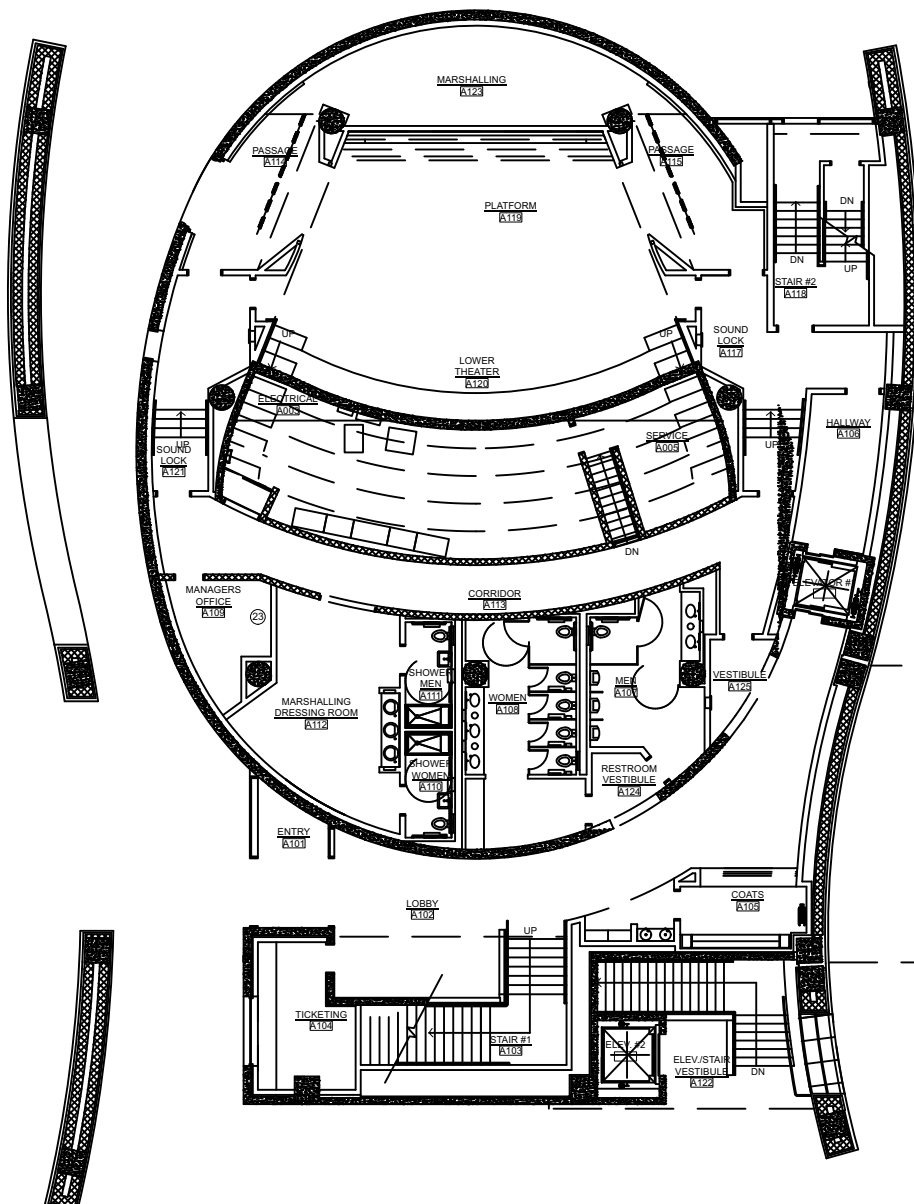 MARSHALLING
A123
PASSAGE
A114
PASSAGE
A115
PLATFORM
A119
DN
DN
UP
STAIR #2
A118
UP
UP
SOUND
LOCK
A117
LOWER
THEATER
A120
ELECTRICAL
A003
HALLWAY
A106
UP
SOUND
LOCK
A121
SERVICE
A005
UP
DN
ELEVATOR #1
MANAGERS
OFFICE
A109
23
CORRIDOR
A113
SHOWER
MEN
A111
MEN
A107
VESTIBULE
A125
MARSHALLING
DRESSING ROOM
A112
WOMEN
A108
SHOWER
WOMEN
A110
RESTROOM
VESTIBULE
A124
ENTRY
A101
LOBBY
A102
COATS
A105
UP
TICKETING
A104
STAIR #1
A103
ELEV. #2
ELEV./STAIR
VESTIBULE
A122
DN